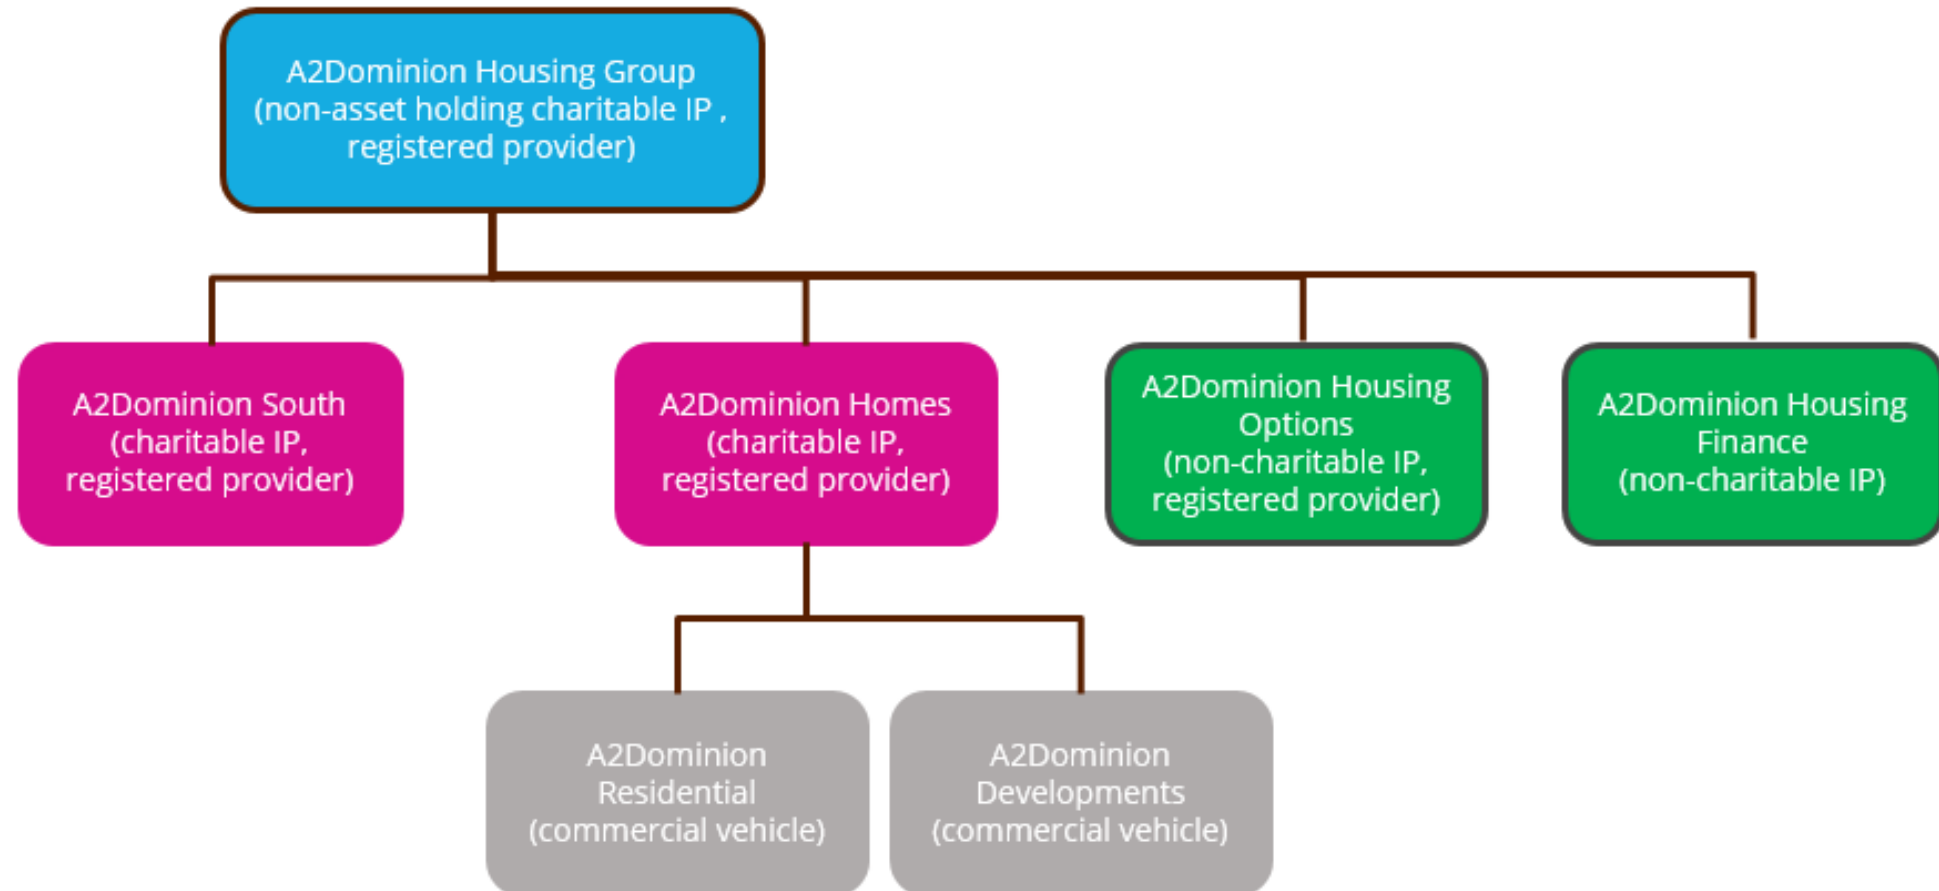 A2Dominion Housing Group
(non-asset holding charitable IP ,
registered provider)
A2Dominion South
(charitable IP,
registered provider)
A2Dominion Homes
(charitable IP,
registered provider)
A2Dominion Housing
Options
(non-charitable IP,
registered provider)
A2Dominion Housing
Finance
(non-charitable IP)
A2Dominion
Residential
(commercial vehicle)
A2Dominion
Developments
(commercial vehicle)